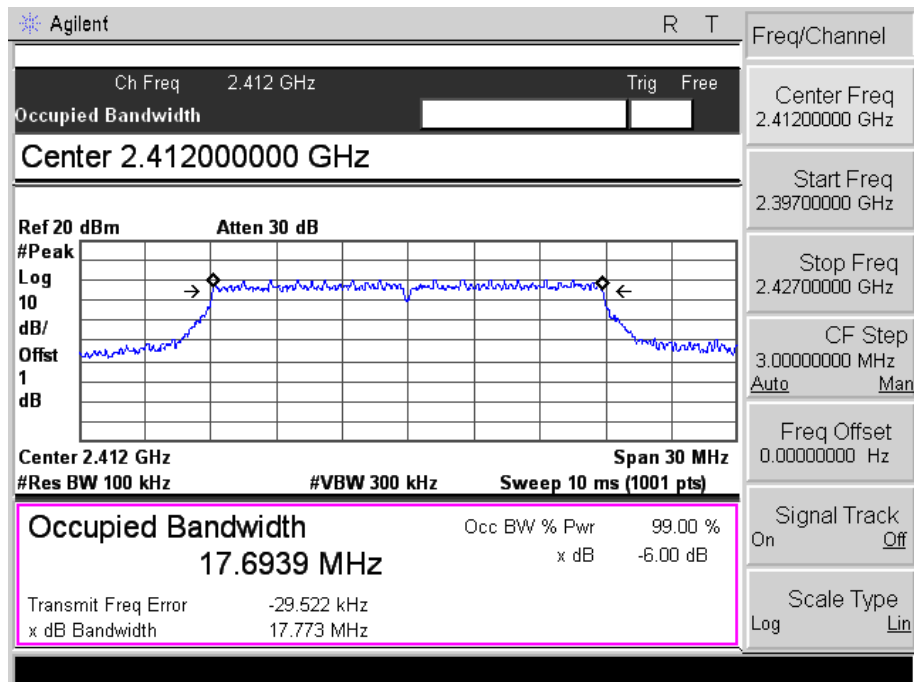 Agilent R T
Freq/Channel
Ch Freq 2.412 GHz Trig Free
Occupied Bandwidth
Center 2.412000000 GHz
Ref 20 dBm Atten 30 dB
#Peak
Log
10
dB/
Offst
1
dB
Center 2.412 GHz Span 30 MHz
#Res BW 100 kHz #VBW 300 kHz Sweep 10 ms (1001 pts)
Occupied Bandwidth Occ BW % Pwr 99.00 %
17.6939 MHz x dB -6.00 dB
Transmit Freq Error -29.522 kHz
x dB Bandwidth 17.773 MHz
Center Freq
2.41200000 GHz
Start Freq
2.39700000 GHz
Stop Freq
2.42700000 GHz
CF Step
3.00000000 MHz
Auto Man
Freq Offset
0.00000000 Hz
Signal Track
On Off
Scale Type
Log Lin